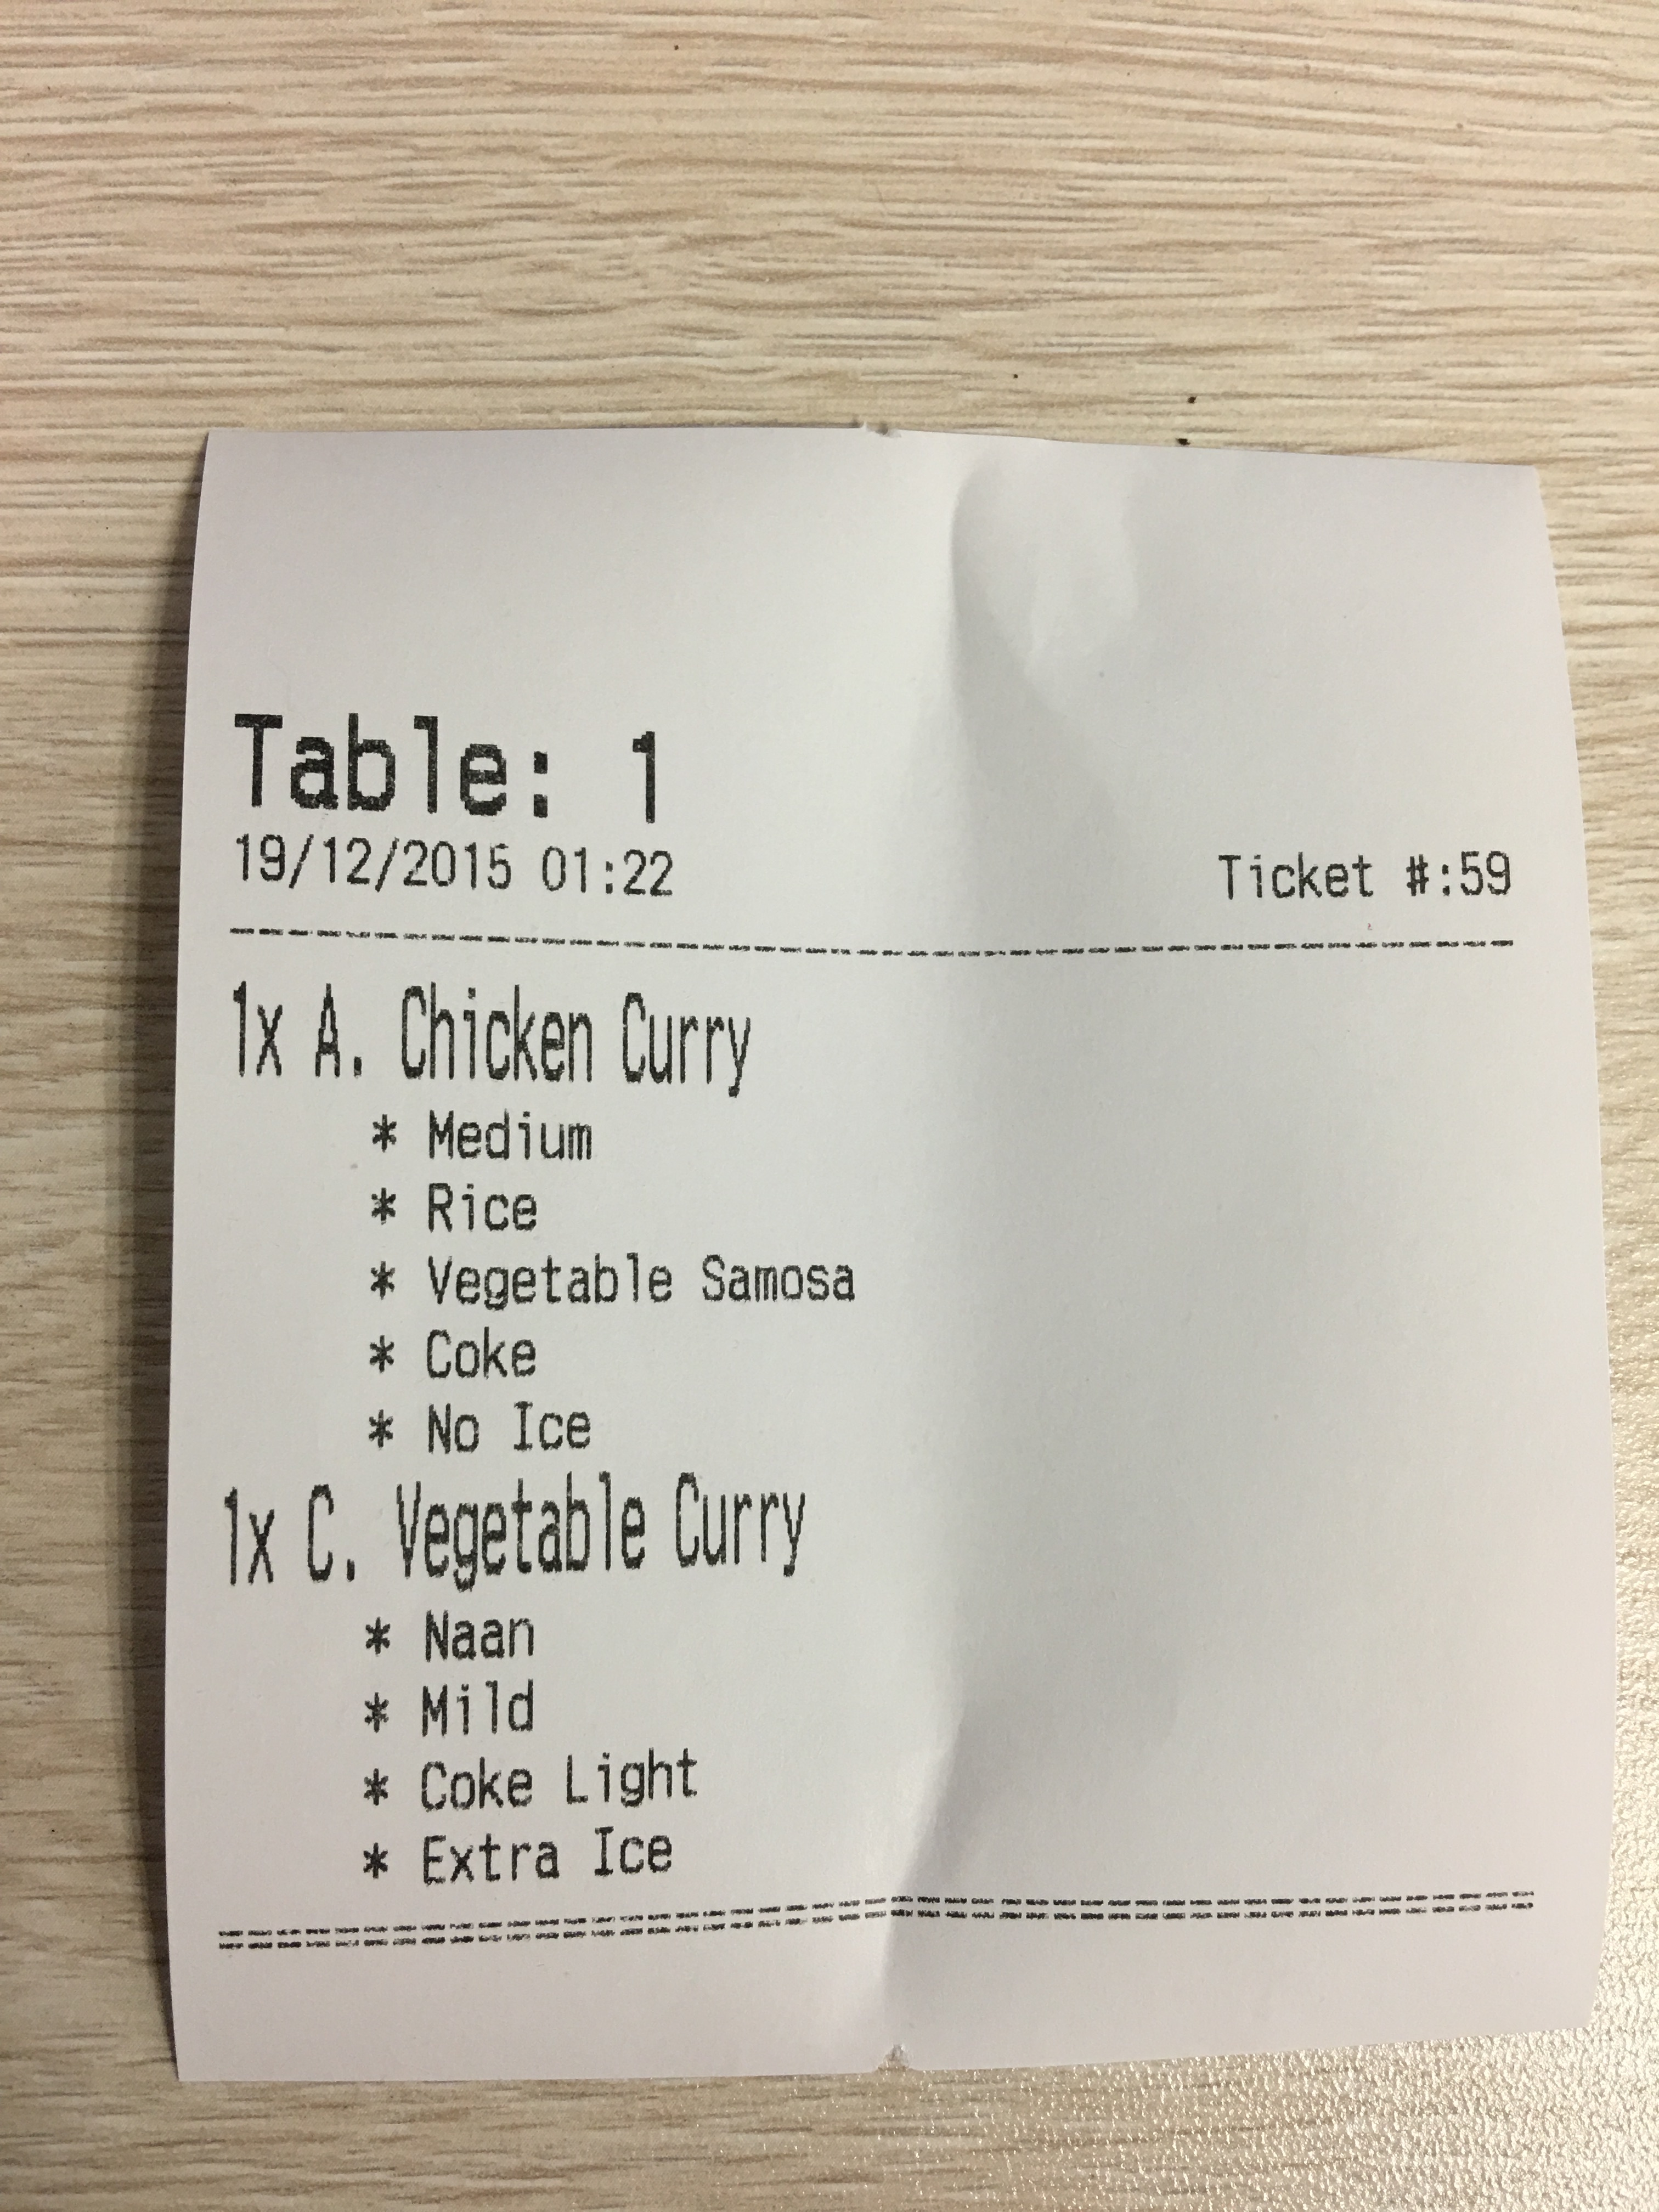 Table: 1
19/12/2015 01:22 Ticket #:59
1x A. Chicken Curry
* Medium
* Rice
* Vegetable Samosa
* Coke
* No Ice
1x C. Vegetable Curry
* Naan
* Mild
* Coke Light
* Extra Ice